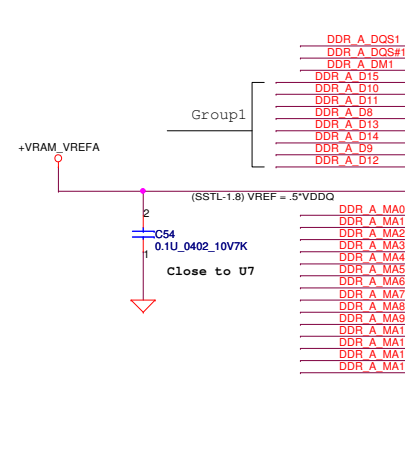 DDR_A_DQS1
DDR_A_DQS#1
DDR_A_DM1
DDR_A_D15
DDR_A_D10
DDR_A_D11
DDR_A_D8
DDR_A_D13
DDR_A_D14
DDR_A_D9
DDR_A_D12
Group1
+VRAM_VREFA
(SSTL-1.8) VREF = .5*VDDQ
2
C54
0.1U_0402_10V7K
1
Close to U7
DDR_A_MA0
DDR_A_MA1
DDR_A_MA2
DDR_A_MA3
DDR_A_MA4
DDR_A_MA5
DDR_A_MA6
DDR_A_MA7
DDR_A_MA8
DDR_A_MA9
DDR_A_MA1
DDR_A_MA1
DDR_A_MA1
DDR_A_MA1